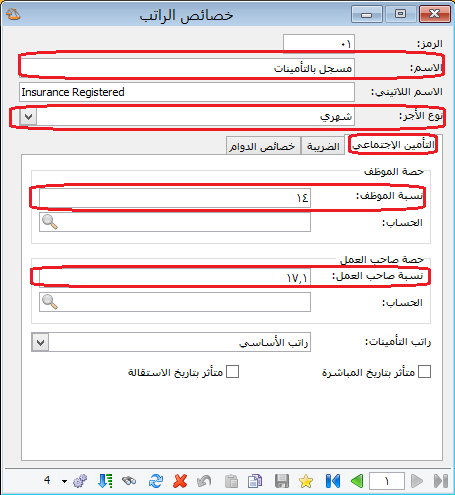 خصائص الراتب
الرمز: ٠١
الاسم: مسجل بالتأمينات
الاسم اللاتيني: Insurance Registered
نوع الأجر: شهري
التأمين الإجتماعي الضريبة خصائص الدوام
حصة الموظف
نسبة الموظف: ١٤
الحساب:
حصة صاحب العمل
نسبة صاحب العمل: ١٧,١
الحساب:
راتب التأمينات: راتب الأساسي
متأثر بتاريخ المباشرة متأثر بتاريخ الاستقالة
١ 4